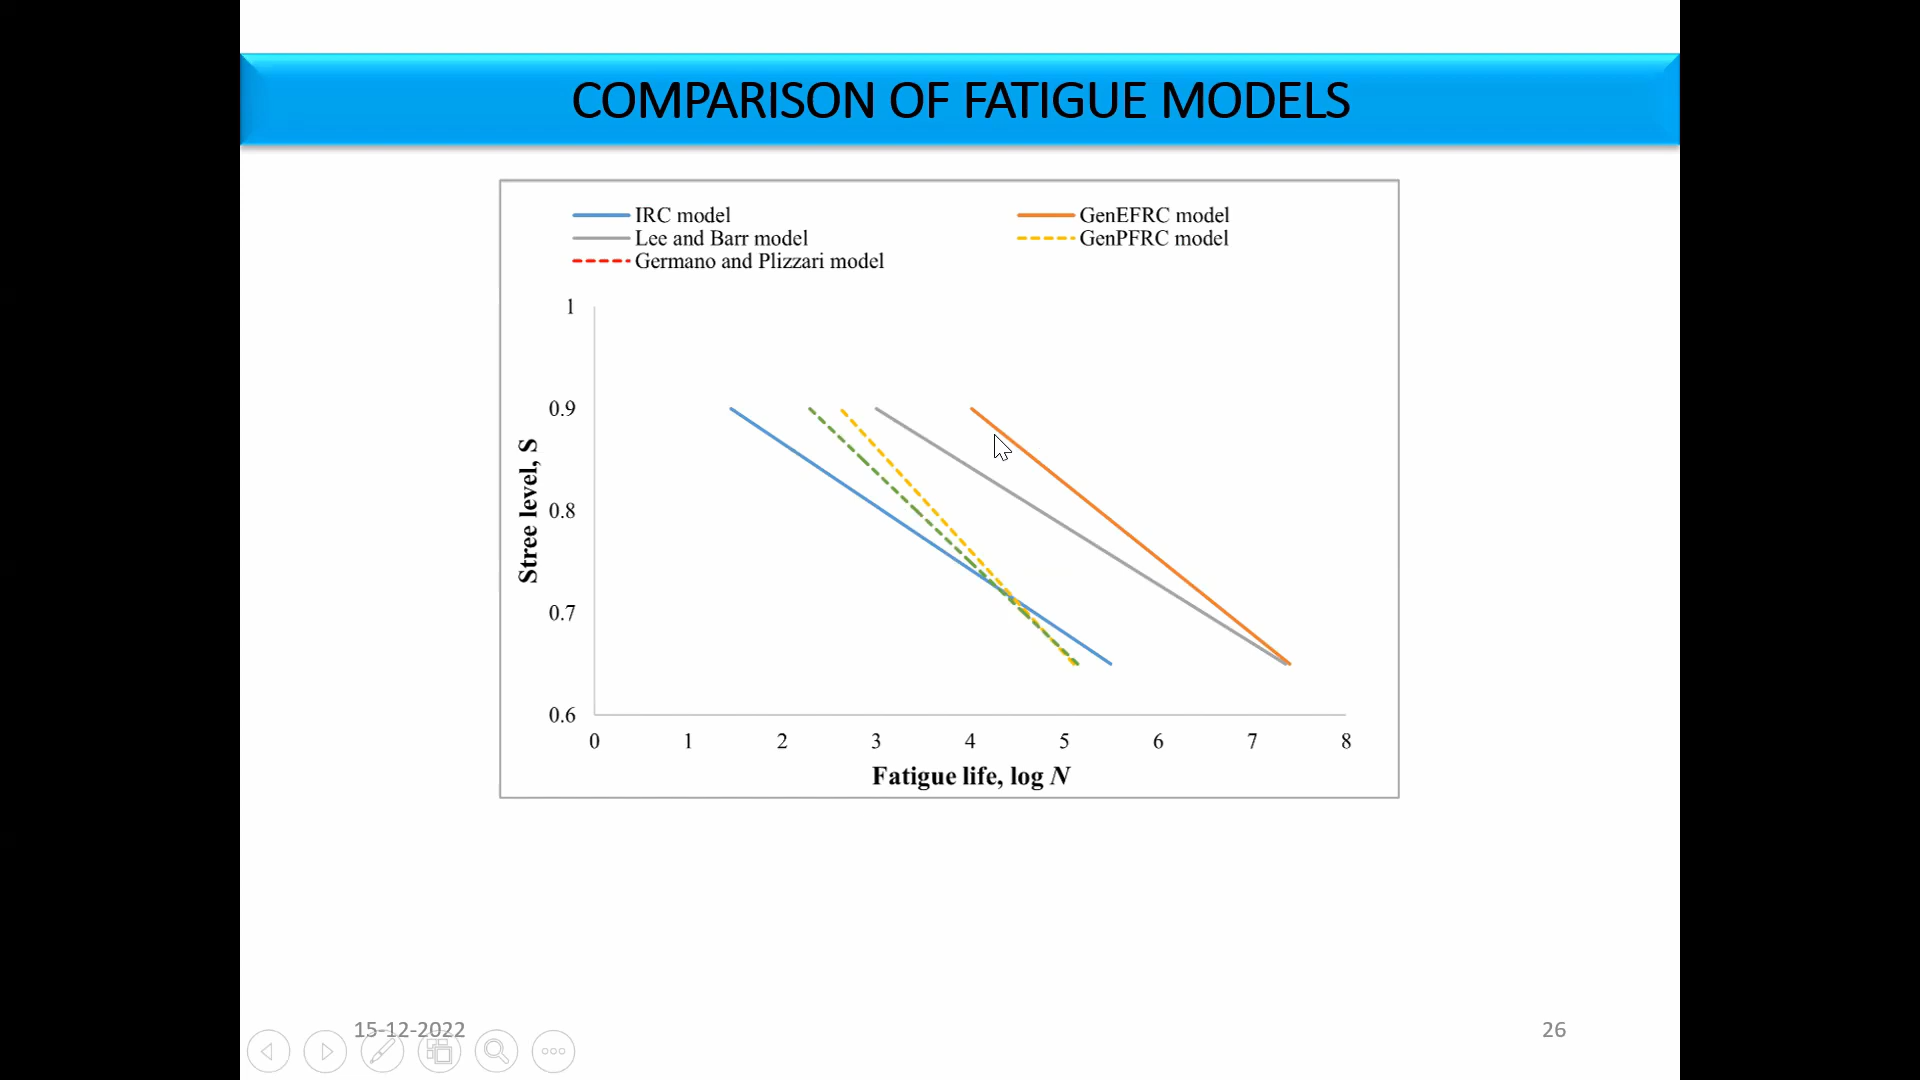 COMPARISON OF FATIGUE MODELS
IRC model
GenEFRC model
Lee and Barr model
GenPFRC model
Germano and Plizzari model
1
0.9
0.8
0.7
0.6
Stree level, S
0 1 2 3 4 5 6 7 8
Fatigue life, log N
15-12-2022
26